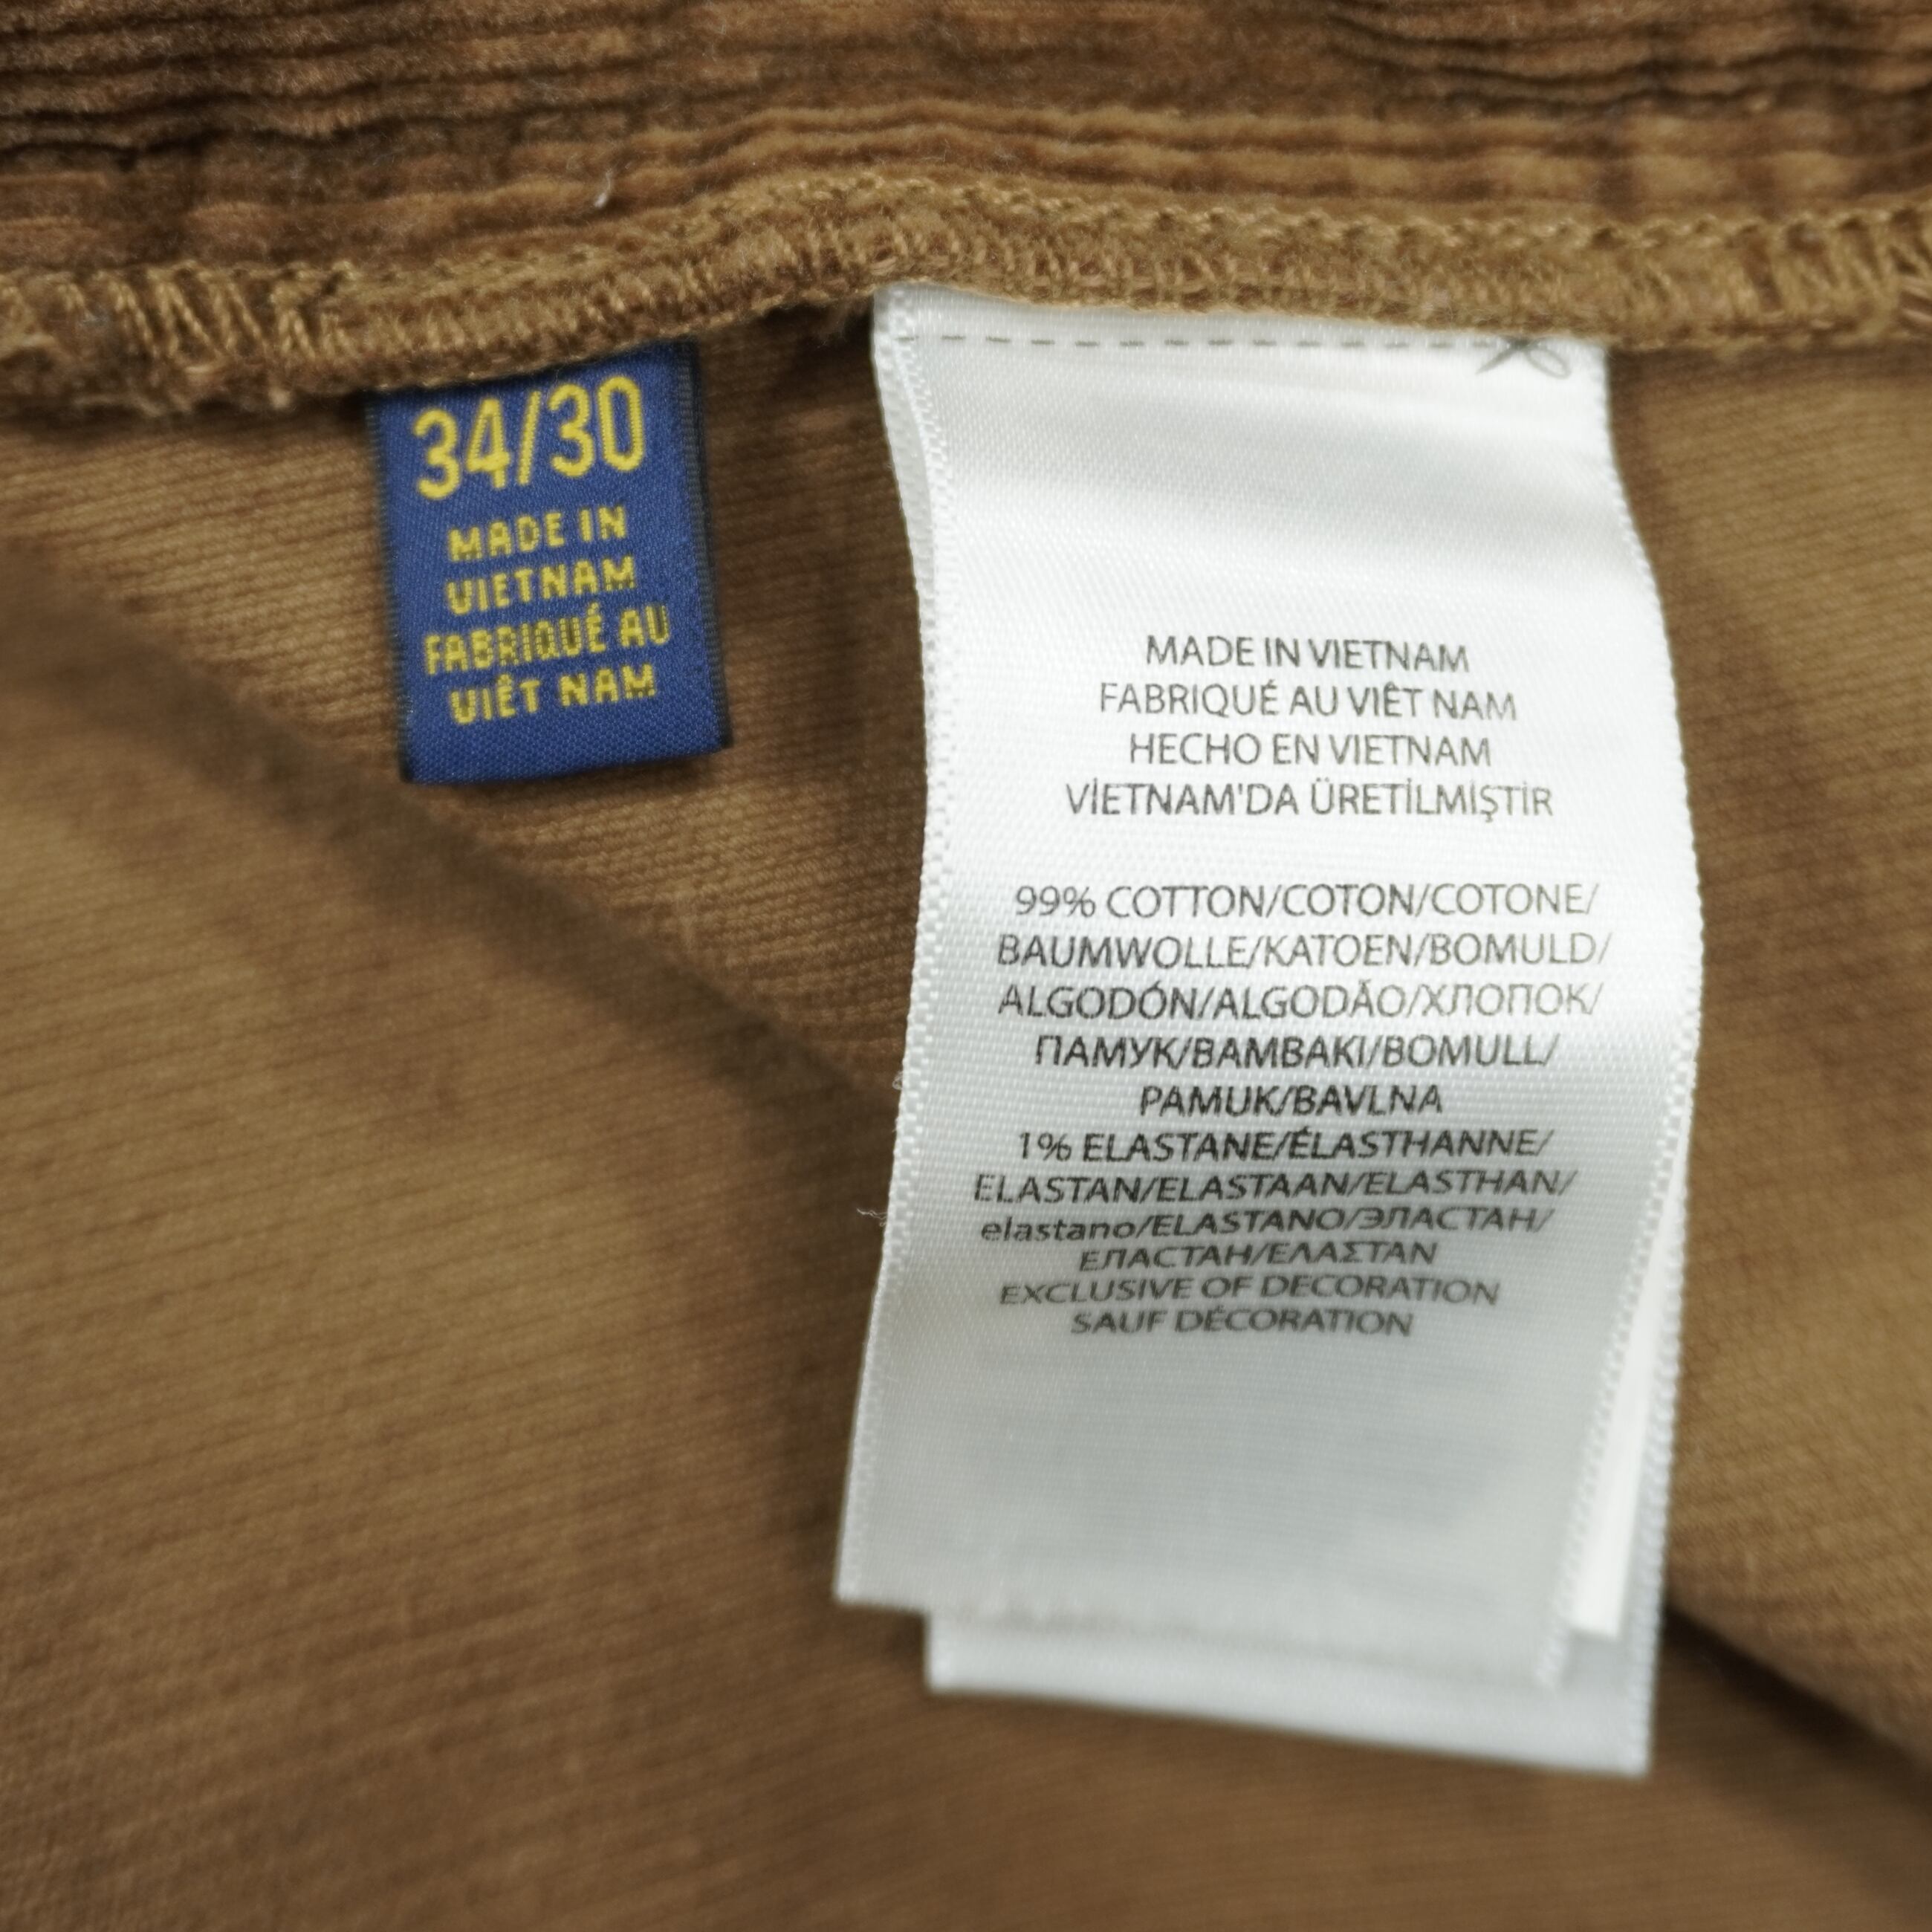 34/30
MADE IN
VIETNAM
FABRIQUÉ AU
VIÊT NAM
MADE IN VIETNAM
FABRIQUÉ AU VIÊT NAM
HECHO EN VIETNAM
VİETNAM'DA ÜRETİLMİŞTİR
99% COTTON/COTON/COTONE/
BAUMWOLLE/KATOEN/BOMULD/
ALGODÓN/ALGODÃO/ХЛОПОК/
ПАМУК/ΒΑΜΒΑΚΙ/BOMULL/
PAMUK/BAVLNA
1% ELASTANE/ÉLASTHANNE/
ELASTAN/ELASTAAN/ELASTHAN/
elastano/ELASTANO/ЭЛАСТАН/
ЕЛАСТАН/ΕΛΑΣΤΑΝ
EXCLUSIVE OF DECORATION
SAUF DÉCORATION